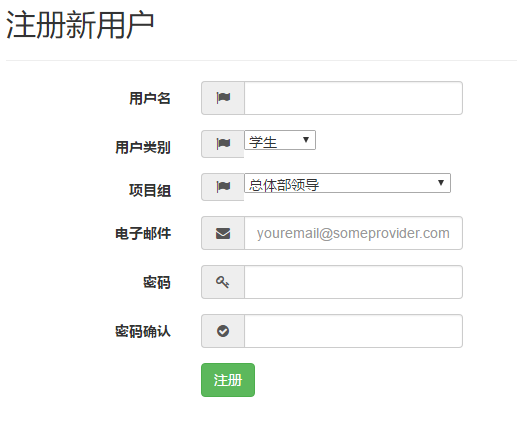 注册新用户
用户名
用户类别 学生
项目组 总体部领导
电子邮件 youremail@someprovider.com
密码
密码确认
注册